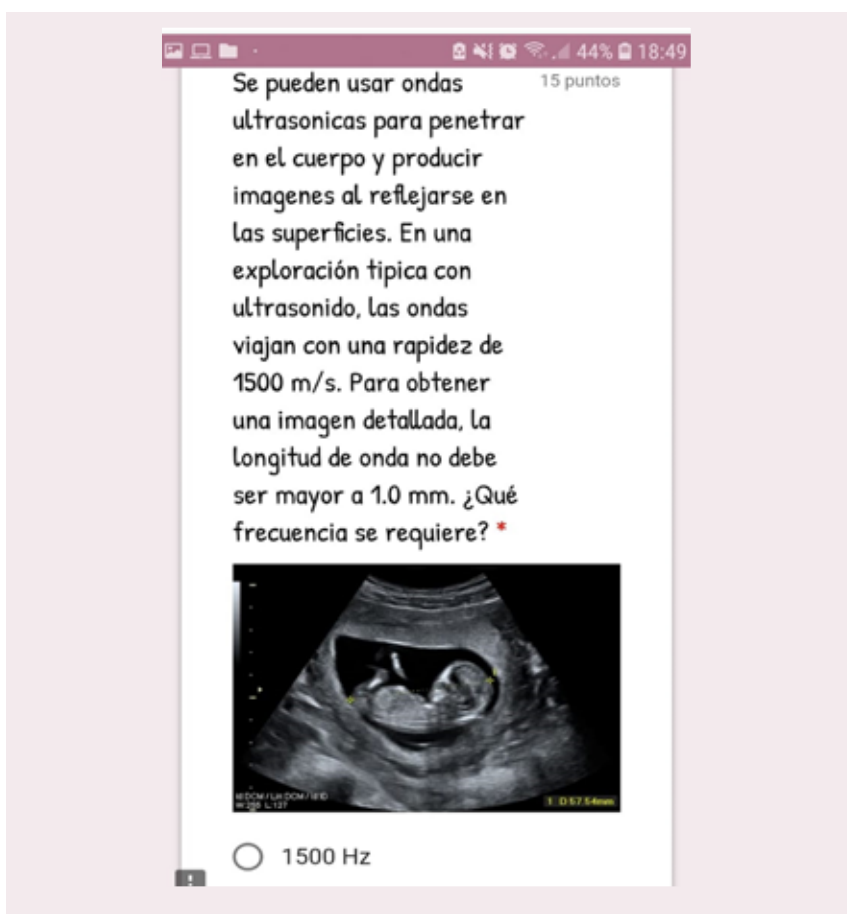 44% 18:49
Se pueden usar ondas
15 puntos
ultrasonicas para penetrar
en el cuerpo y producir
imagenes al reflejarse en
las superficies. En una
exploración tipica con
ultrasonido, las ondas
viajan con una rapidez de
1500 m/s. Para obtener
una imagen detallada, la
longitud de onda no debe
ser mayor a 1.0 mm. ¿Qué
frecuencia se requiere? *
W:255 L:127
1 D 57.54mm
1500 Hz